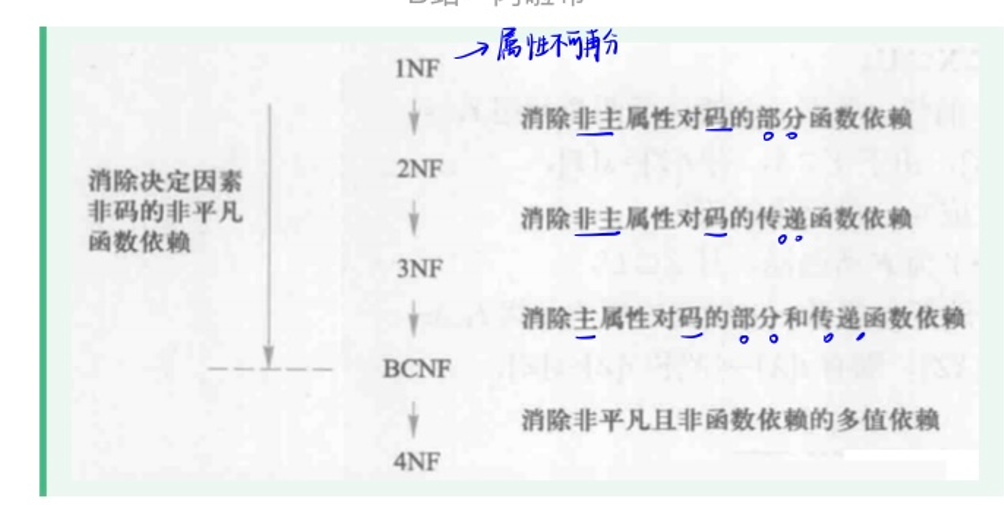 1NF → 属性不可再分
消除非主属性对码的部分函数依赖
2NF
消除决定因素
非码的非平凡
函数依赖
消除非主属性对码的传递函数依赖
3NF
消除主属性对码的部分和传递函数依赖
BCNF
消除非平凡且非函数依赖的多值依赖
4NF